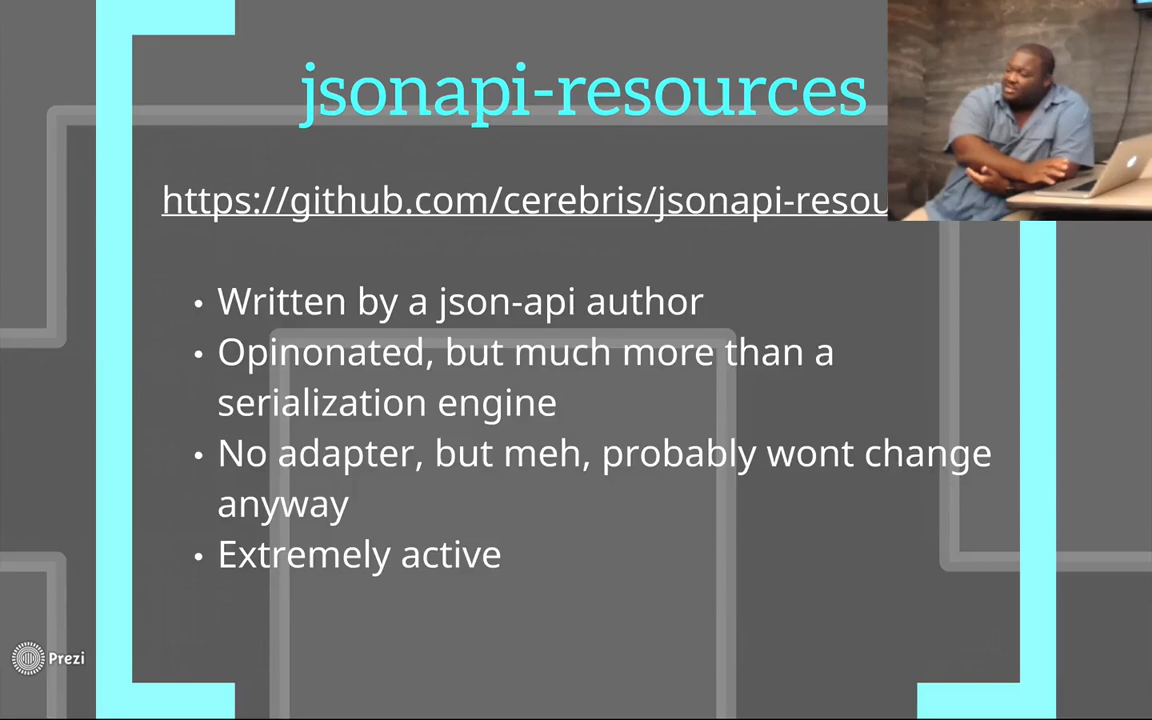 jsonapi-resources
https://github.com/cerebris/jsonapi-resou
• Written by a json-api author
• Opinonated, but much more than a
serialization engine
• No adapter, but meh, probably wont change
anyway
• Extremely active
Prezi